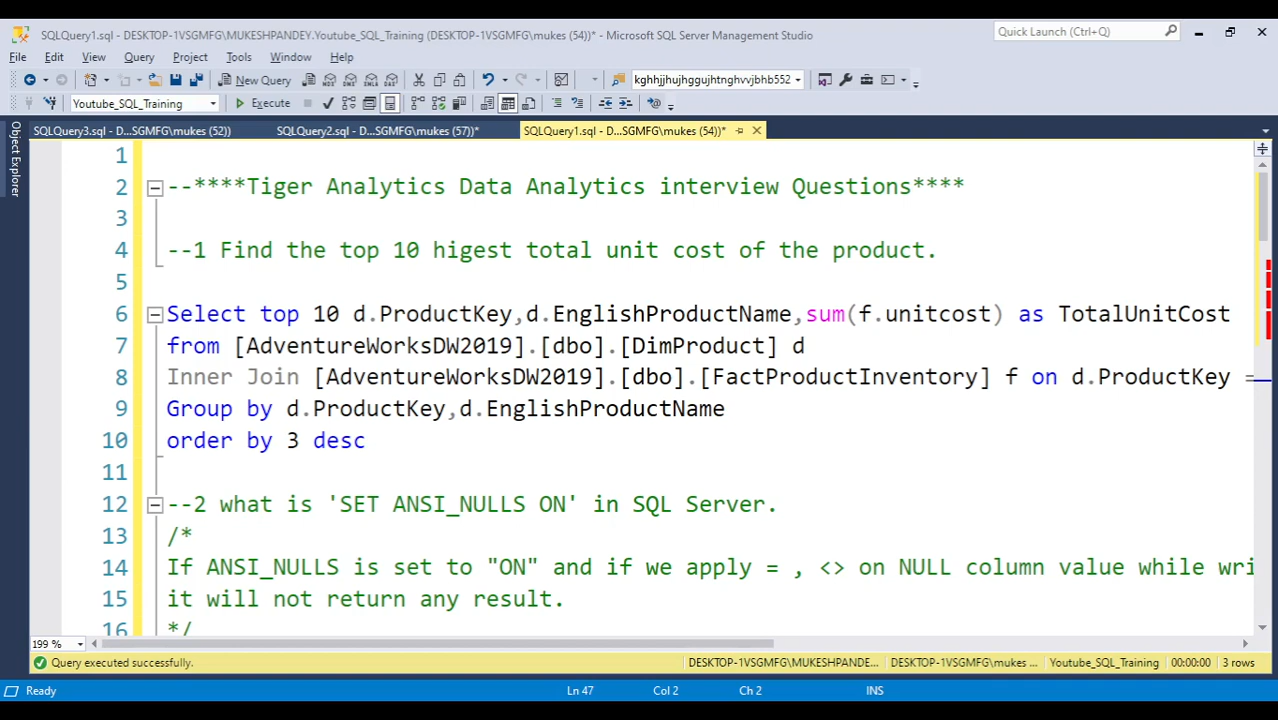 SQLQuery1.sql - DESKTOP-1VSGMFG\MUKESHPANDEY.Youtube_SQL_Training (DESKTOP-1VSGMFG\mukes (54))* - Microsoft SQL Server Management Studio
Quick Launch (Ctrl+Q)
File Edit View Query Project Tools Window Help
New Query kghhjjhujhggujhtnghvvjbhb552
Youtube_SQL_Training Execute
SQLQuery3.sql - D...SGMFG\mukes (52)) SQLQuery2.sql - D...SGMFG\mukes (57))* SQLQuery1.sql - D...SGMFG\mukes (54))*
Object Explorer
1
2 --****Tiger Analytics Data Analytics interview Questions****
3
4 --1 Find the top 10 higest total unit cost of the product.
5
6 Select top 10 d.ProductKey,d.EnglishProductName,sum(f.unitcost) as TotalUnitCost
7 from [AdventureWorksDW2019].[dbo].[DimProduct] d
8 Inner Join [AdventureWorksDW2019].[dbo].[FactProductInventory] f on d.ProductKey =
9 Group by d.ProductKey,d.EnglishProductName
10 order by 3 desc
11
12 --2 what is 'SET ANSI_NULLS ON' in SQL Server.
13 /*
14 If ANSI_NULLS is set to "ON" and if we apply = , <> on NULL column value while wri
15 it will not return any result.
16 */
199 %
Query executed successfully. DESKTOP-1VSGMFG\MUKESHPANDE... DESKTOP-1VSGMFG\mukes ... Youtube_SQL_Training 00:00:00 3 rows
Ready Ln 47 Col 2 Ch 2 INS